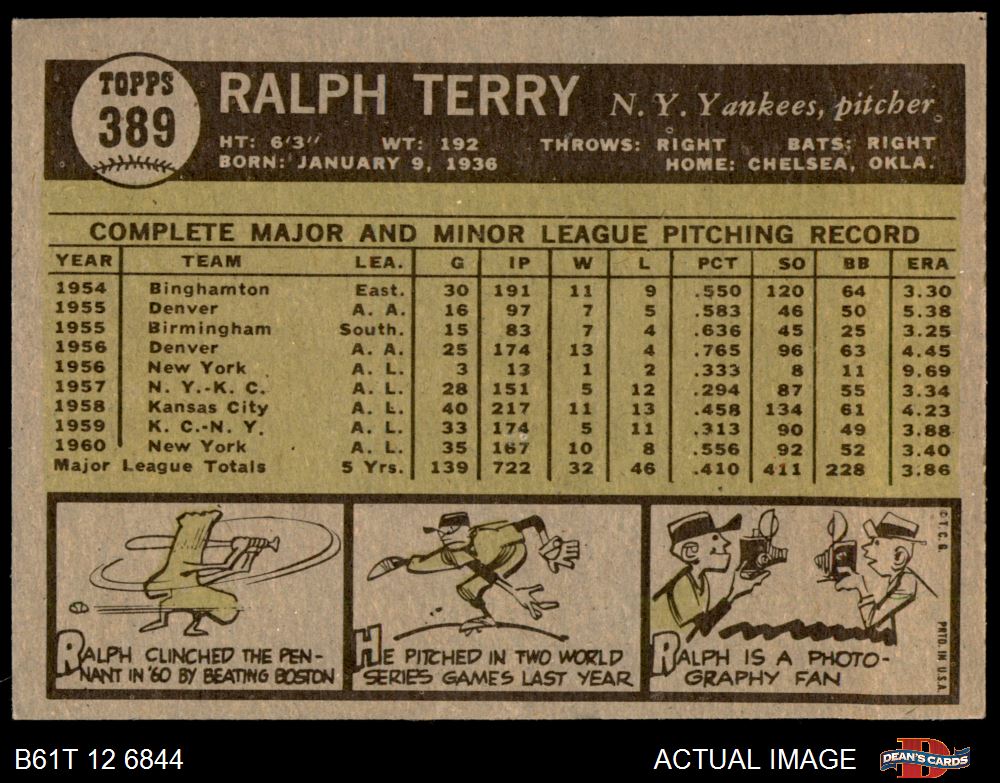 TOPPS
389
RALPH TERRY N. Y. Yankees, pitcher
HT: 6'3" WT: 192 THROWS: RIGHT BATS: RIGHT
BORN: JANUARY 9, 1936 HOME: CHELSEA, OKLA.
COMPLETE MAJOR AND MINOR LEAGUE PITCHING RECORD
YEAR TEAM LEA. G IP W L PCT SO BB ERA
1954 Binghamton East. 30 191 11 9 .550 120 64 3.30
1955 Denver A. A. 16 97 7 5 .583 46 50 5.38
1955 Birmingham South. 15 83 7 4 .636 45 25 3.25
1956 Denver A. A. 25 174 13 4 .765 96 63 4.45
1956 New York A. L. 3 13 1 2 .333 8 11 9.69
1957 N. Y.-K. C. A. L. 28 151 5 12 .294 87 55 3.34
1958 Kansas City A. L. 40 217 11 13 .458 134 61 4.23
1959 K. C.-N. Y. A. L. 33 174 5 11 .313 90 49 3.88
1960 New York A. L. 35 167 10 8 .556 92 52 3.40
Major League Totals 5 Yrs. 139 722 32 46 .410 411 228 3.86
RALPH CLINCHED THE PEN-
NANT IN '60 BY BEATING BOSTON
HE PITCHED IN TWO WORLD
SERIES GAMES LAST YEAR
RALPH IS A PHOTO-
GRAPHY FAN
© T. C. G.
PRTD. IN U.S.A.
B61T 12 6844
ACTUAL IMAGE
DEAN'S CARDS